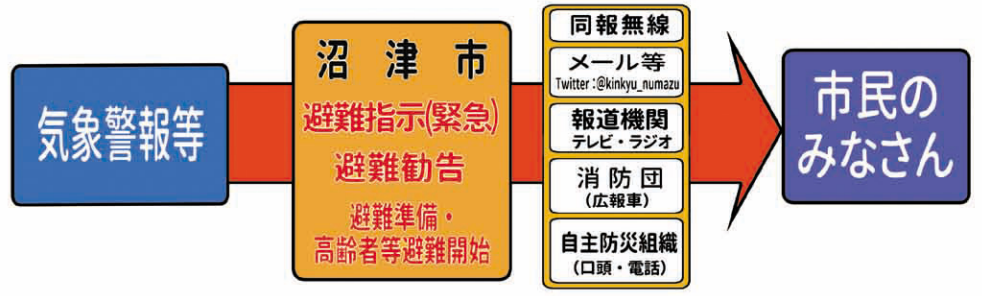 気象警報等
沼津市
避難指示(緊急)
避難勧告
避難準備・
高齢者等避難開始
同報無線
メール等
Twitter:@kinkyu_numazu
報道機関
テレビ・ラジオ
消防団
(広報車)
自主防災組織
(口頭・電話)
市民の
みなさん